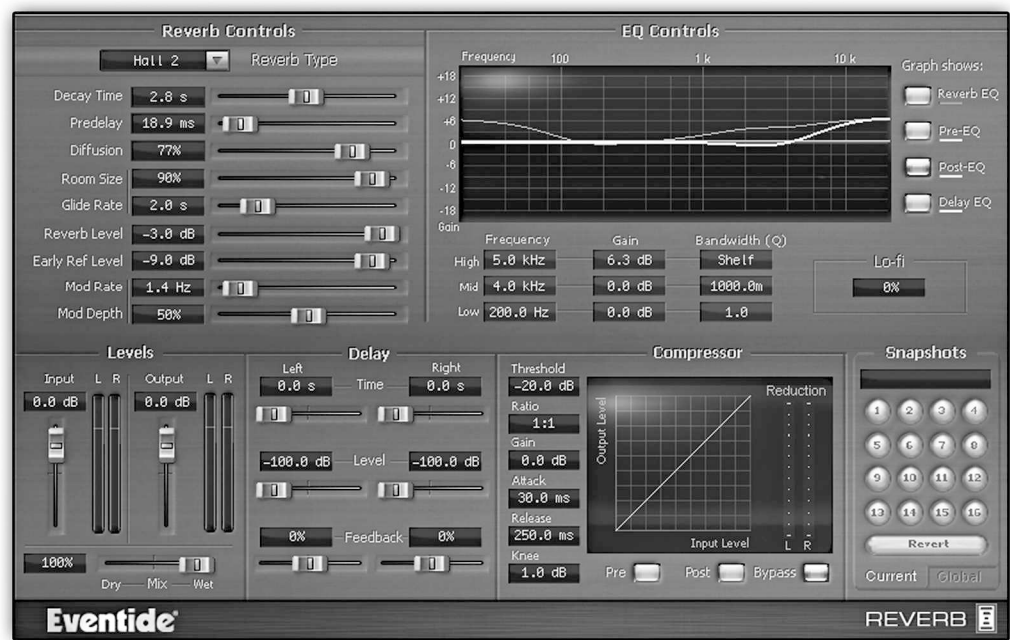 Reverb Controls
Hall 2 Reverb Type
Decay Time 2.8 s
Predelay 18.9 ms
Diffusion 77%
Room Size 90%
Glide Rate 2.0 s
Reverb Level -3.0 dB
Early Ref Level -9.0 dB
Mod Rate 1.4 Hz
Mod Depth 50%
EQ Controls
Frequency 100 1 k 10 k
+18
+12
+6
0
-6
-12
-18
Gain
Graph shows:
Reverb EQ
Pre-EQ
Post-EQ
Delay EQ
Frequency Gain Bandwidth (Q)
High 5.0 kHz 6.3 dB Shelf
Mid 4.0 kHz 0.0 dB 1000.0m
Low 200.0 Hz 0.0 dB 1.0
Lo-fi
0%
Levels
Input L R Output L R
0.0 dB 0.0 dB
100%
Dry Mix Wet
Delay
Left Right
0.0 s Time 0.0 s
-100.0 dB Level -100.0 dB
0% Feedback 0%
Compressor
Threshold
-20.0 dB
Ratio
1:1
Gain
0.0 dB
Attack
30.0 ms
Release
250.0 ms
Knee
1.0 dB
Output Level
Input Level
Reduction
L R
Pre Post Bypass
Snapshots
1 2 3 4
5 6 7 8
9 10 11 12
13 14 15 16
Revert
Current Global
Eventide
REVERB